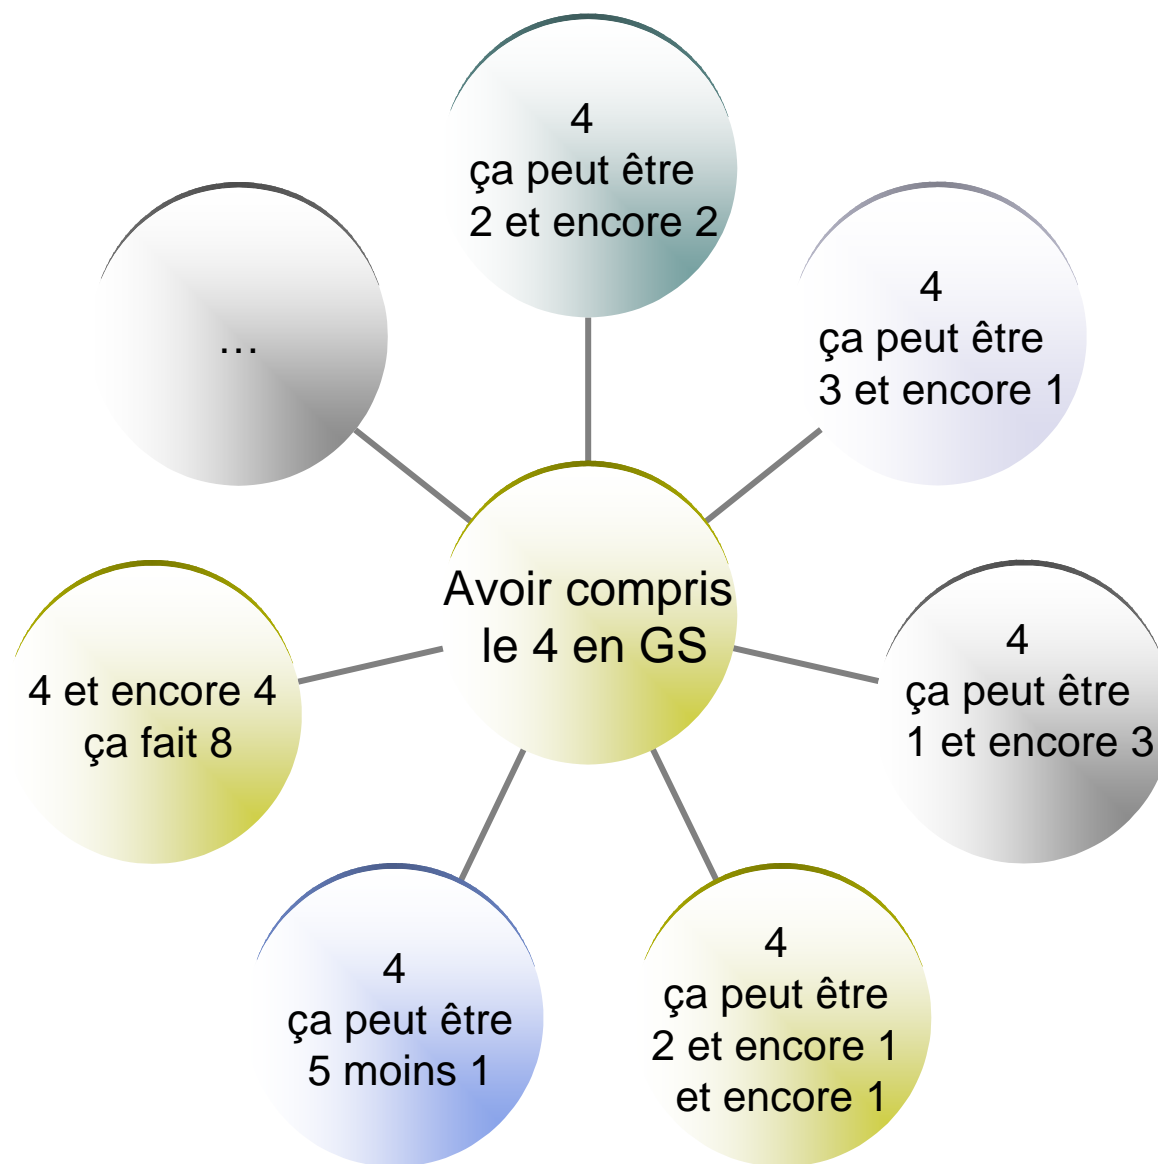 4
ça peut être
2 et encore 2
4
ça peut être
3 et encore 1
4
ça peut être
1 et encore 3
4
ça peut être
2 et encore 1
et encore 1
4
ça peut être
5 moins 1
4 et encore 4
ça fait 8
…
Avoir compris
le 4 en GS